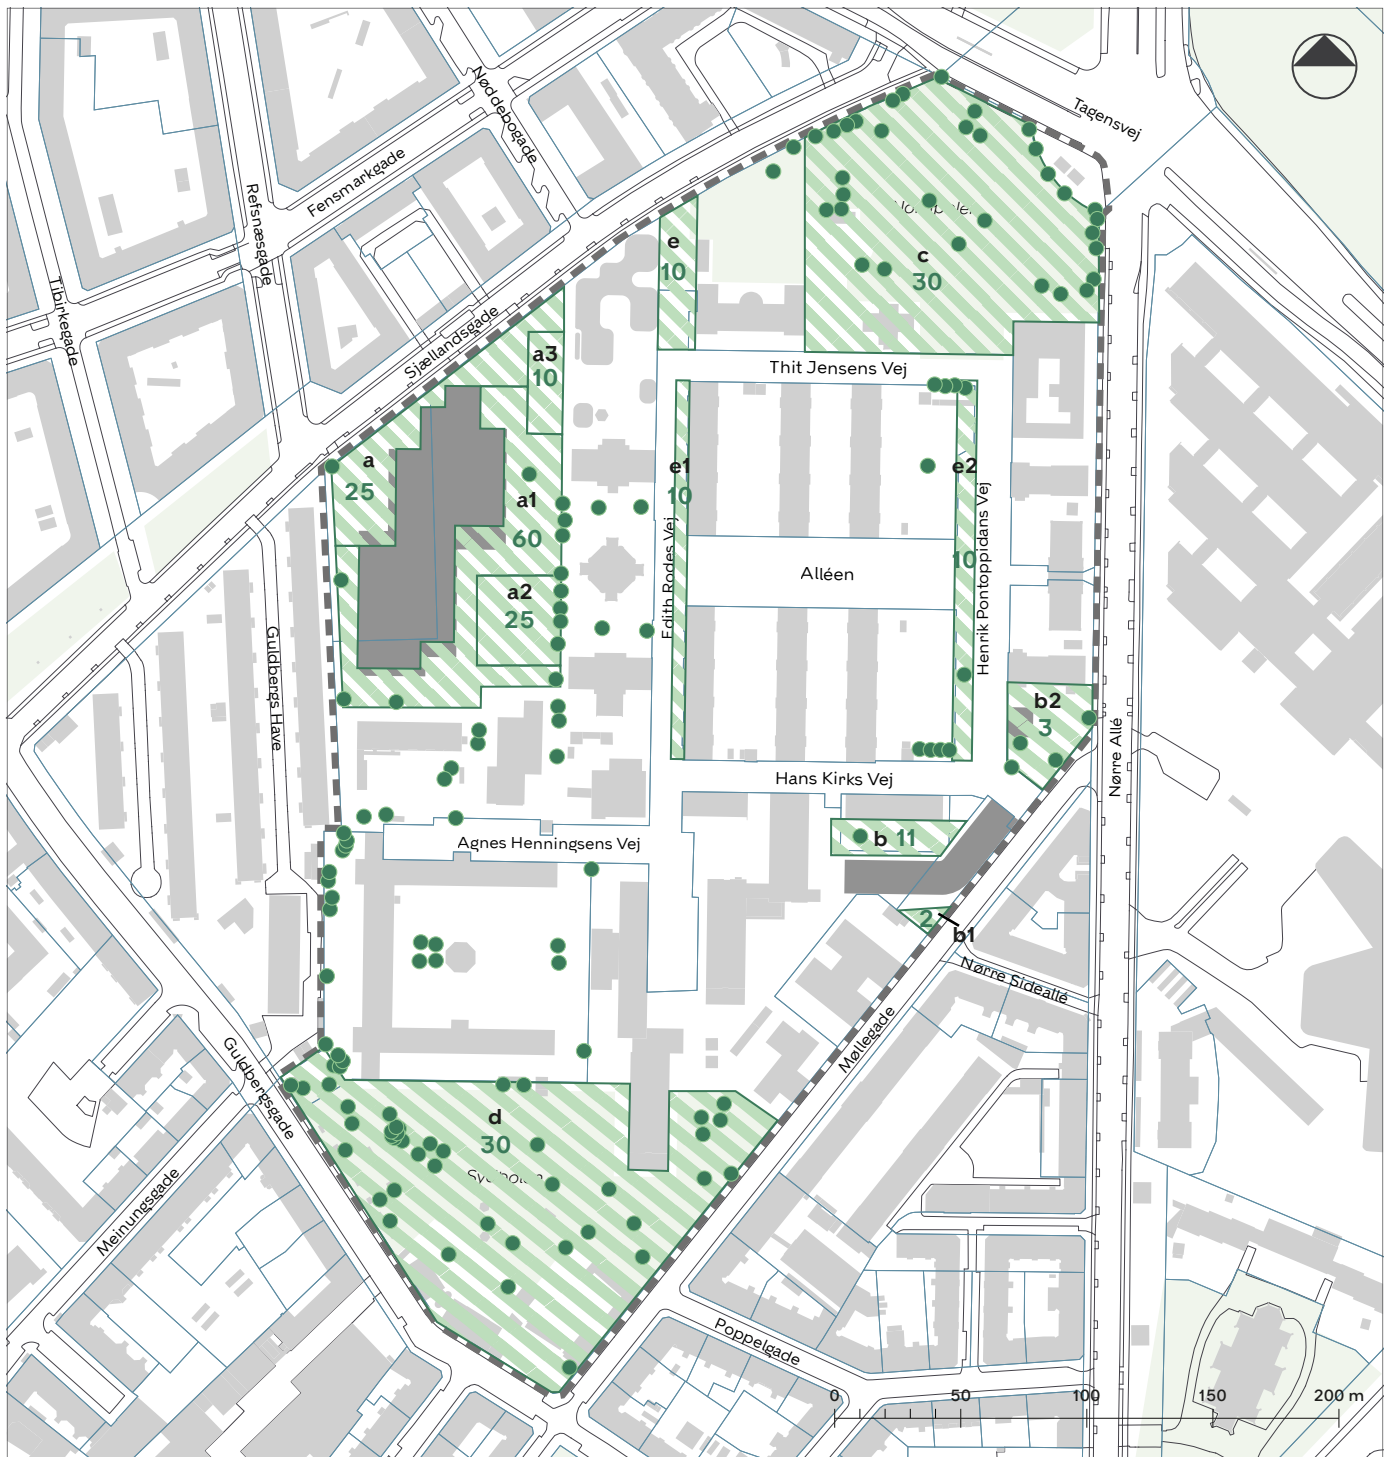 Nøddebogade
Tagensvej
Fensmarkgade
Refsnæsgade
Tibirkegade
Sjællandsgade
e
10
c
30
a3
10
Thit Jensens Vej
a
25
a1
60
e1
10
e2
10
Edith Rodes Vej
Henrik Pontoppidans Vej
Alléen
a2
25
Guldbergs Have
b2
3
Nørre Allé
Hans Kirks Vej
Agnes Henningsens Vej
b 11
2
b1
Nørre Sideallé
Møllegade
Guldbergsgade
d
30
Meinungsgade
Poppelgade
0 50 100 150 200 m